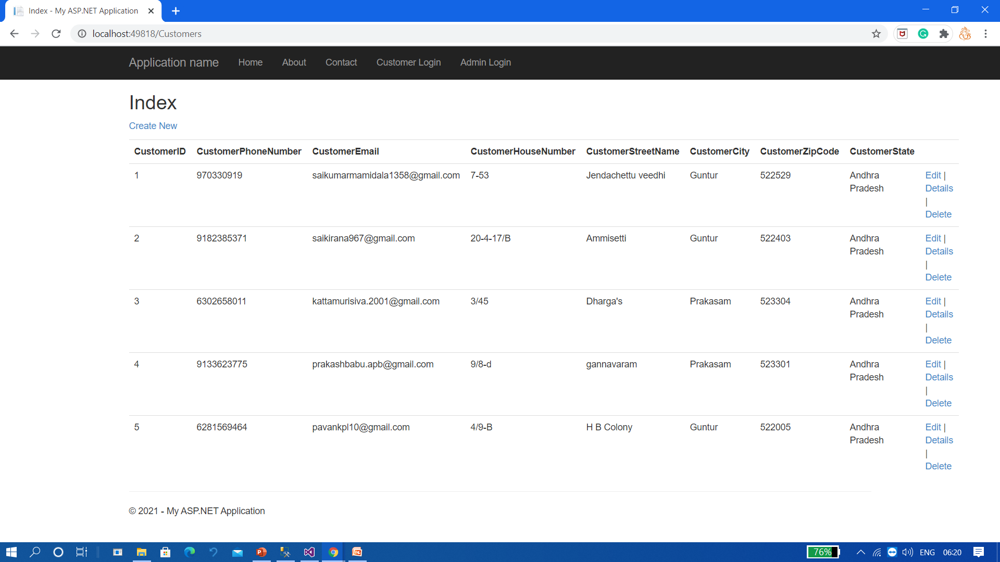 Index - My ASP.NET Application
localhost:49818/Customers
Application name Home About Contact Customer Login Admin Login
Index
Create New
CustomerID CustomerPhoneNumber CustomerEmail CustomerHouseNumber CustomerStreetName CustomerCity CustomerZipCode CustomerState
1 970330919 saikumarmamidala1358@gmail.com 7-53 Jendachettu veedhi Guntur 522529 Andhra Edit |
Pradesh Details
|
Delete
2 9182385371 saikirana967@gmail.com 20-4-17/B Ammisetti Guntur 522403 Andhra Edit |
Pradesh Details
|
Delete
3 6302658011 kattamurisiva.2001@gmail.com 3/45 Dharga's Prakasam 523304 Andhra Edit |
Pradesh Details
|
Delete
4 9133623775 prakashbabu.apb@gmail.com 9/8-d gannavaram Prakasam 523301 Andhra Edit |
Pradesh Details
|
Delete
5 6281569464 pavankpl10@gmail.com 4/9-B H B Colony Guntur 522005 Andhra Edit |
Pradesh Details
|
Delete
© 2021 - My ASP.NET Application
76% ENG 06:20